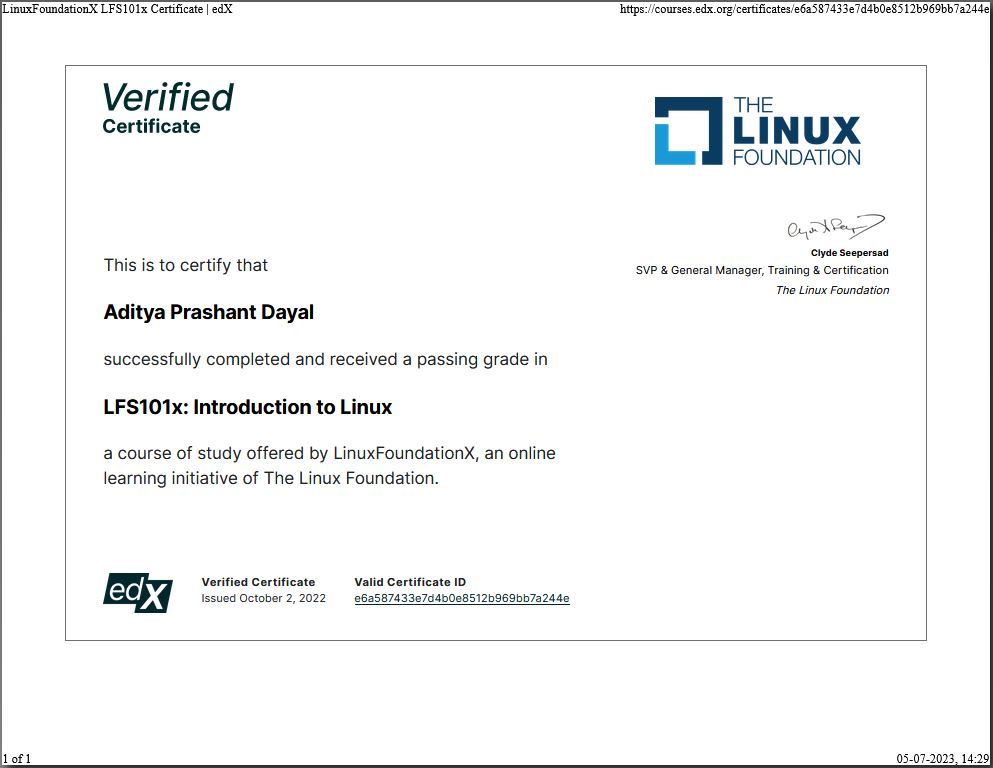 LinuxFoundationX LFS101x Certificate | edX
https://courses.edx.org/certificates/e6a587433e7d4b0e8512b969bb7a244e
Verified
Certificate
THE
LINUX
FOUNDATION
Clyde Seepersad
SVP & General Manager, Training & Certification
The Linux Foundation
This is to certify that
Aditya Prashant Dayal
successfully completed and received a passing grade in
LFS101x: Introduction to Linux
a course of study offered by LinuxFoundationX, an online
learning initiative of The Linux Foundation.
edX
Verified Certificate
Issued October 2, 2022
Valid Certificate ID
e6a587433e7d4b0e8512b969bb7a244e
1 of 1
05-07-2023, 14:29